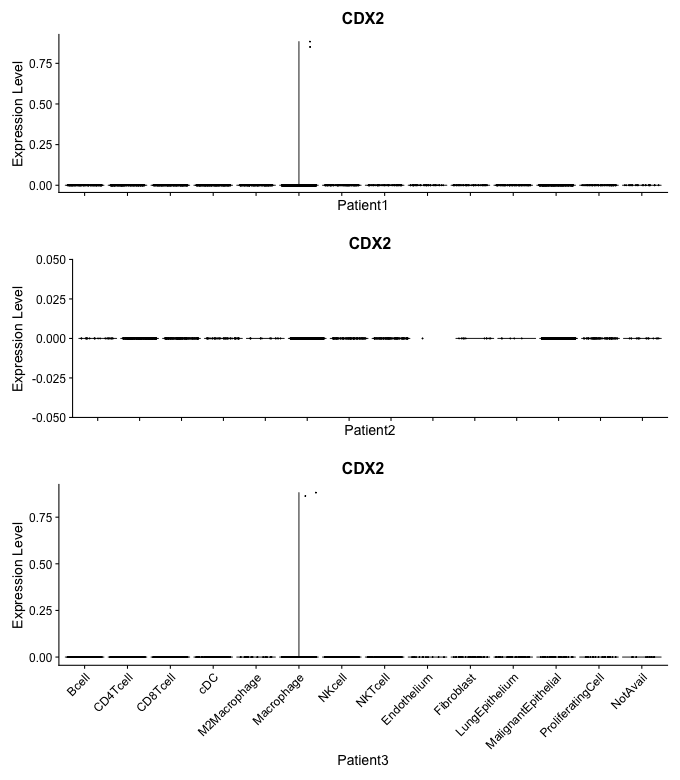 CDX2
Expression Level
0.75
0.50
0.25
0.00
Patient1
CDX2
Expression Level
0.050
0.025
0.000
-0.025
-0.050
Patient2
CDX2
Expression Level
0.75
0.50
0.25
0.00
Bcell
CD4Tcell
CD8Tcell
cDC
M2Macrophage
Macrophage
NKcell
NKTcell
Endothelium
Fibroblast
LungEpithelium
MalignantEpithelial
ProliferatingCell
NotAvail
Patient3